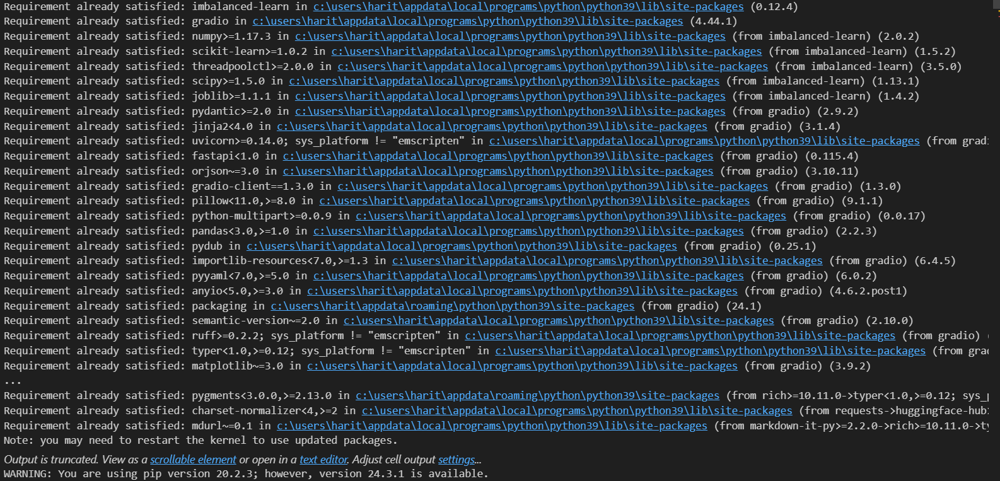 Requirement already satisfied: imbalanced-learn in c:\users\harit\appdata\local\programs\python\python39\lib\site-packages (0.12.4)
Requirement already satisfied: gradio in c:\users\harit\appdata\local\programs\python\python39\lib\site-packages (4.44.1)
Requirement already satisfied: numpy>=1.17.3 in c:\users\harit\appdata\local\programs\python\python39\lib\site-packages (from imbalanced-learn) (2.0.2)
Requirement already satisfied: scikit-learn>=1.0.2 in c:\users\harit\appdata\local\programs\python\python39\lib\site-packages (from imbalanced-learn) (1.5.2)
Requirement already satisfied: threadpoolctl>=2.0.0 in c:\users\harit\appdata\local\programs\python\python39\lib\site-packages (from imbalanced-learn) (3.5.0)
Requirement already satisfied: scipy>=1.5.0 in c:\users\harit\appdata\local\programs\python\python39\lib\site-packages (from imbalanced-learn) (1.13.1)
Requirement already satisfied: joblib>=1.1.1 in c:\users\harit\appdata\local\programs\python\python39\lib\site-packages (from imbalanced-learn) (1.4.2)
Requirement already satisfied: pydantic>=2.0 in c:\users\harit\appdata\local\programs\python\python39\lib\site-packages (from gradio) (2.9.2)
Requirement already satisfied: jinja2<4.0 in c:\users\harit\appdata\local\programs\python\python39\lib\site-packages (from gradio) (3.1.4)
Requirement already satisfied: uvicorn>=0.14.0; sys_platform != "emscripten" in c:\users\harit\appdata\local\programs\python\python39\lib\site-packages (from grad
Requirement already satisfied: fastapi<1.0 in c:\users\harit\appdata\local\programs\python\python39\lib\site-packages (from gradio) (0.115.4)
Requirement already satisfied: orjson~=3.0 in c:\users\harit\appdata\local\programs\python\python39\lib\site-packages (from gradio) (3.10.11)
Requirement already satisfied: gradio-client==1.3.0 in c:\users\harit\appdata\local\programs\python\python39\lib\site-packages (from gradio) (1.3.0)
Requirement already satisfied: pillow<11.0,>=8.0 in c:\users\harit\appdata\local\programs\python\python39\lib\site-packages (from gradio) (9.1.1)
Requirement already satisfied: python-multipart>=0.0.9 in c:\users\harit\appdata\local\programs\python\python39\lib\site-packages (from gradio) (0.0.17)
Requirement already satisfied: pandas<3.0,>=1.0 in c:\users\harit\appdata\local\programs\python\python39\lib\site-packages (from gradio) (2.2.3)
Requirement already satisfied: pydub in c:\users\harit\appdata\local\programs\python\python39\lib\site-packages (from gradio) (0.25.1)
Requirement already satisfied: importlib-resources<7.0,>=1.3 in c:\users\harit\appdata\local\programs\python\python39\lib\site-packages (from gradio) (6.4.5)
Requirement already satisfied: pyyaml<7.0,>=5.0 in c:\users\harit\appdata\local\programs\python\python39\lib\site-packages (from gradio) (6.0.2)
Requirement already satisfied: anyio<5.0,>=3.0 in c:\users\harit\appdata\local\programs\python\python39\lib\site-packages (from gradio) (4.6.2.post1)
Requirement already satisfied: packaging in c:\users\harit\appdata\roaming\python\python39\site-packages (from gradio) (24.1)
Requirement already satisfied: semantic-version~=2.0 in c:\users\harit\appdata\local\programs\python\python39\lib\site-packages (from gradio) (2.10.0)
Requirement already satisfied: ruff>=0.2.2; sys_platform != "emscripten" in c:\users\harit\appdata\local\programs\python\python39\lib\site-packages (from gradio) (
Requirement already satisfied: typer<1.0,>=0.12; sys_platform != "emscripten" in c:\users\harit\appdata\local\programs\python\python39\lib\site-packages (from grad
Requirement already satisfied: matplotlib~=3.0 in c:\users\harit\appdata\local\programs\python\python39\lib\site-packages (from gradio) (3.9.2)
...
Requirement already satisfied: pygments<3.0.0,>=2.13.0 in c:\users\harit\appdata\roaming\python\python39\site-packages (from rich>=10.11.0->typer<1.0,>=0.12; sys_p
Requirement already satisfied: charset-normalizer<4,>=2 in c:\users\harit\appdata\local\programs\python\python39\lib\site-packages (from requests->huggingface-hub
Requirement already satisfied: mdurl~=0.1 in c:\users\harit\appdata\local\programs\python\python39\lib\site-packages (from markdown-it-py>=2.2.0->rich>=10.11.0->ty
Note: you may need to restart the kernel to use updated packages.
Output is truncated. View as a scrollable element or open in a text editor. Adjust cell output settings...
WARNING: You are using pip version 20.2.3; however, version 24.3.1 is available.